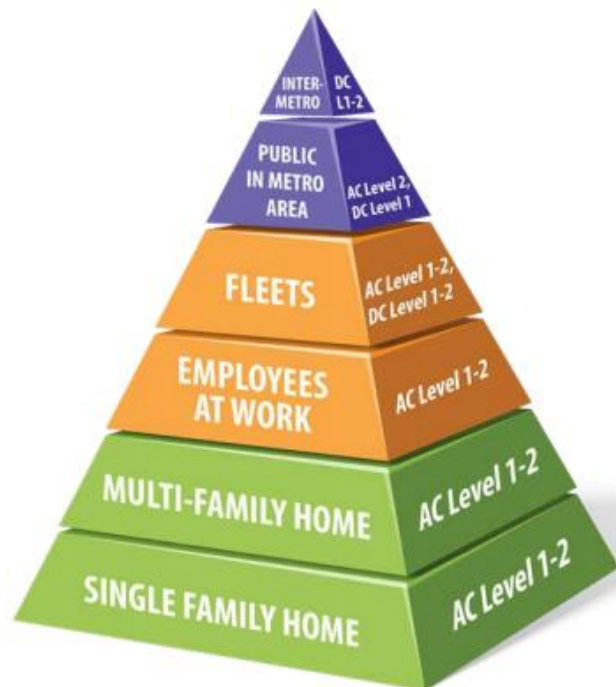 INTER-
METRO
DC
L1-2
PUBLIC
IN METRO
AREA
AC Level 2,
DC Level 1
FLEETS
AC Level 1-2,
DC Level 1-2
EMPLOYEES
AT WORK
AC Level 1-2
MULTI-FAMILY HOME
AC Level 1-2
SINGLE FAMILY HOME
AC Level 1-2